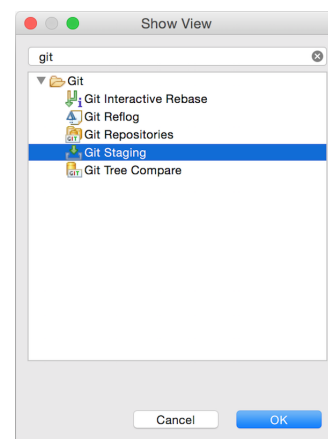 Show View
git
Git
Git Interactive Rebase
Git Reflog
Git Repositories
Git Staging
Git Tree Compare
Cancel
OK